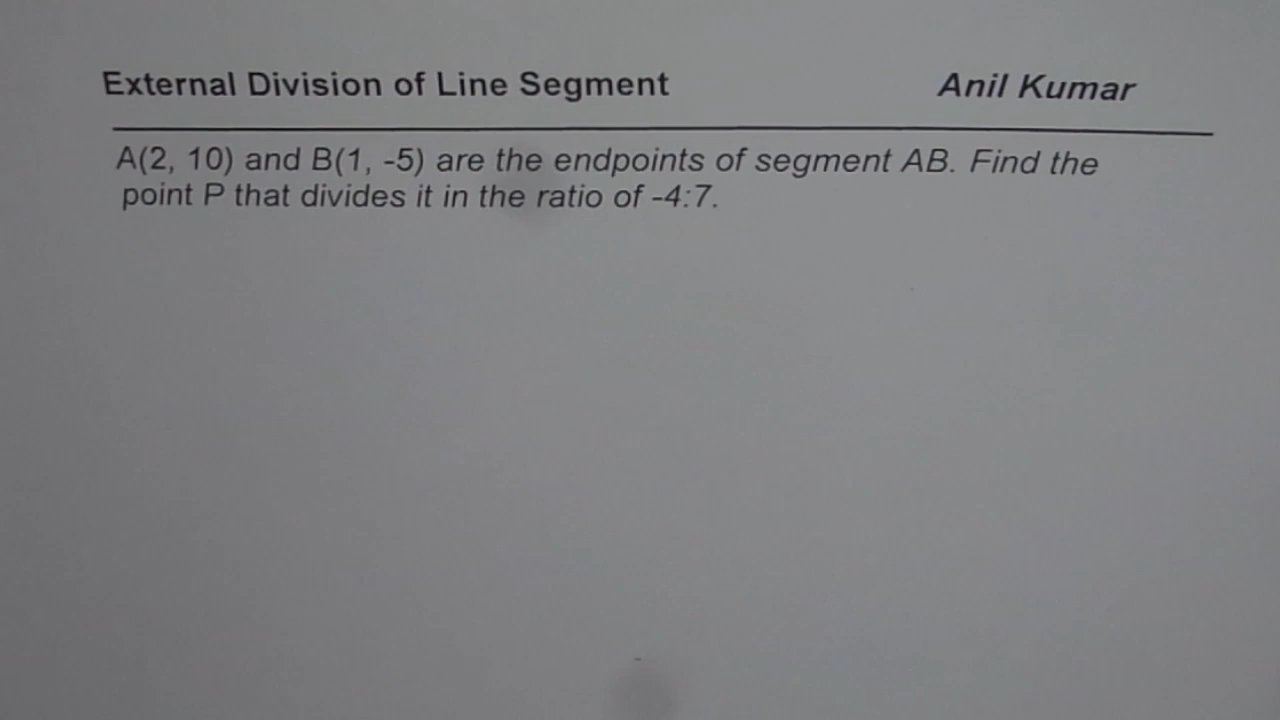 External Division of Line Segment Anil Kumar
A(2, 10) and B(1, -5) are the endpoints of segment AB. Find the
point P that divides it in the ratio of -4:7.